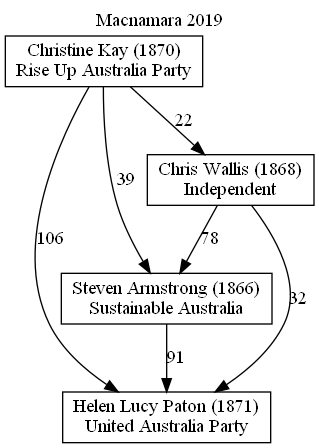 Macnamara 2019
Christine Kay (1870)
Rise Up Australia Party
22
Chris Wallis (1868)
Independent
39
106
78
32
Steven Armstrong (1866)
Sustainable Australia
91
Helen Lucy Paton (1871)
United Australia Party